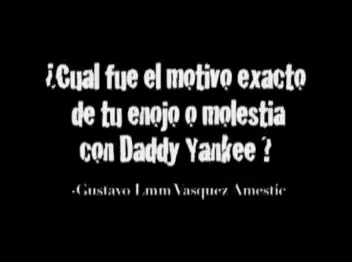 ¿Cual fue el motivo exacto
de tu enojo o molestia
con Daddy Yankee ?
-Gustavo Lmm Vasquez Amestic